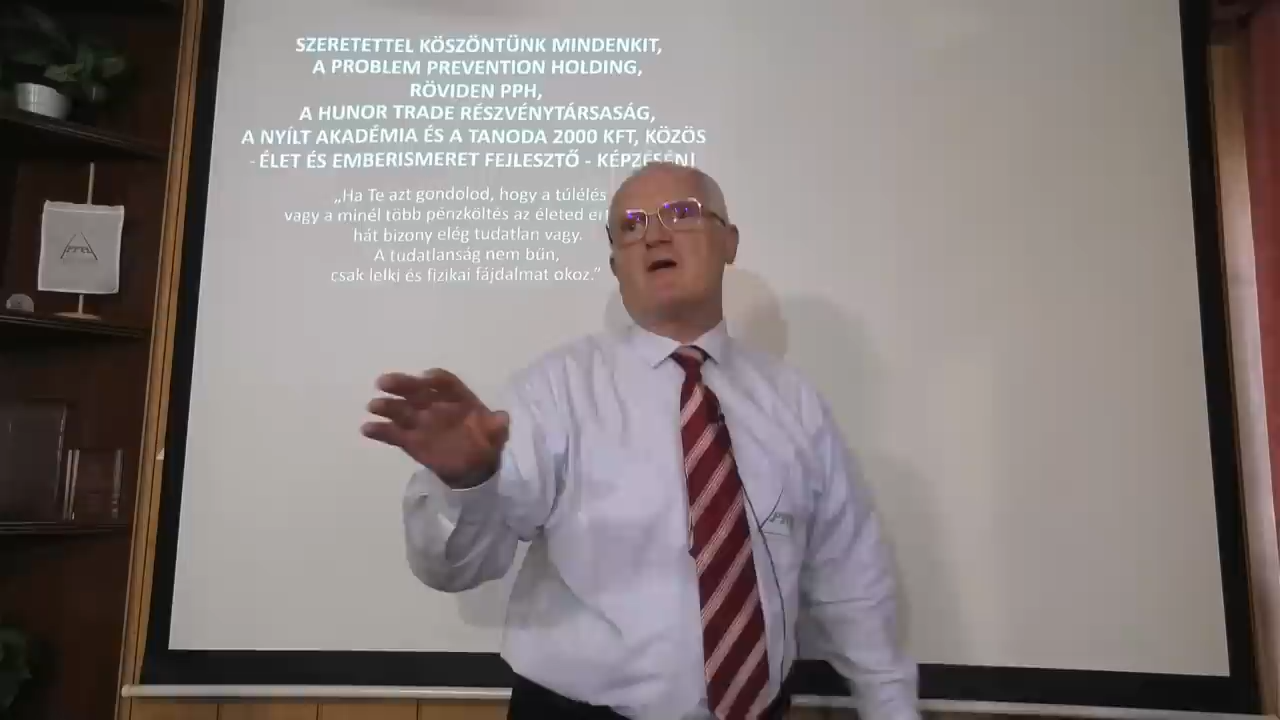 SZERETETTEL KÖSZÖNTÜNK MINDENKIT,
A PROBLEM PREVENTION HOLDING,
RÖVIDEN PPH,
A HUNOR TRADE RÉSZVÉNYTÁRSASÁG,
A NYÍLT AKADÉMIA ÉS A TANODA 2000 KFT, KÖZÖS
- ÉLET ÉS EMBERISMERET FEJLESZTŐ - KÉPZÉSÉN!
„Ha Te azt gondolod, hogy a túlélés
vagy a minél több pénzköltés az életed
hát bizony elég tudatlan vagy.
A tudatlanság nem bűn,
csak lelki és fizikai fájdalmat okoz.”
PPH